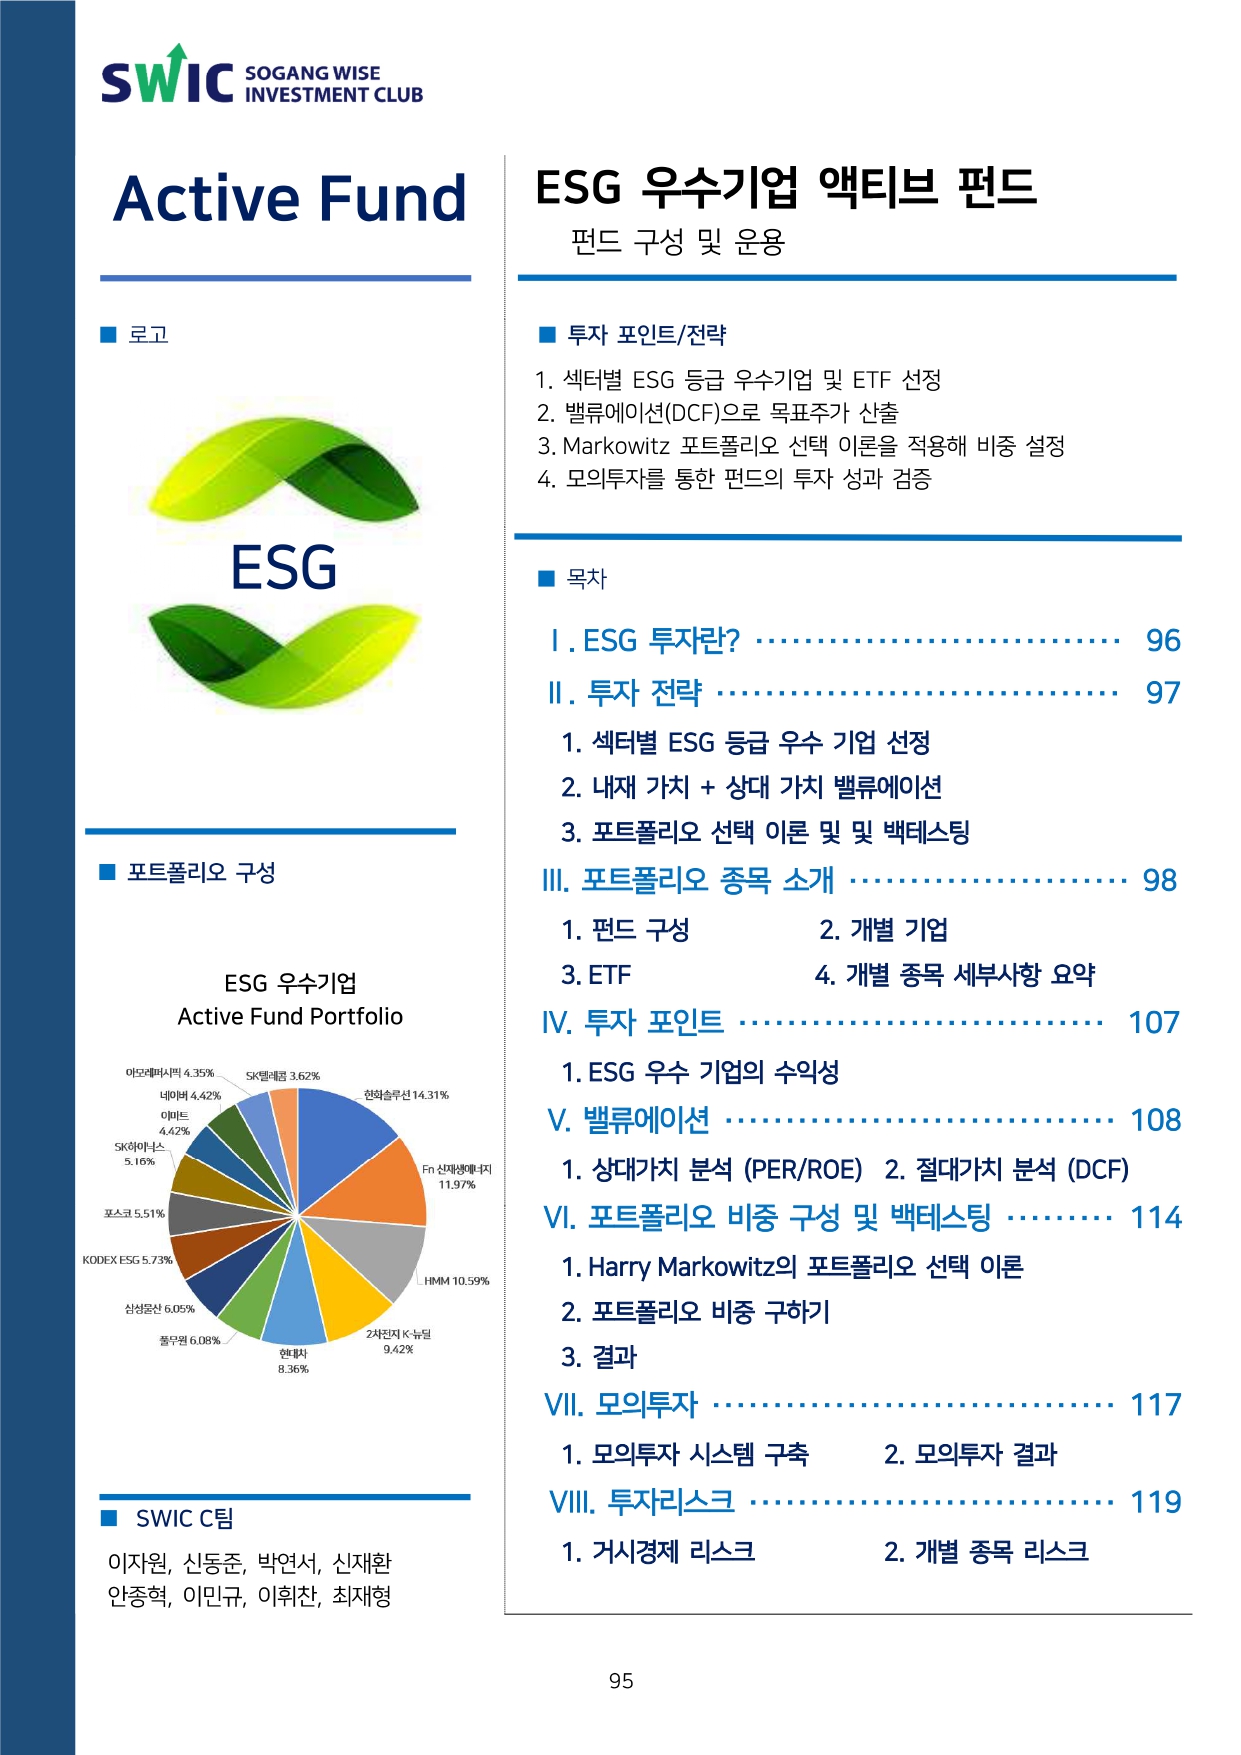 SWIC SOGANG WISE
INVESTMENT CLUB
Active Fund
ESG 우수기업 액티브 펀드
펀드 구성 및 운용
■ 로고
ESG
■ 포트폴리오 구성
ESG 우수기업
Active Fund Portfolio
아모레퍼시픽 4.35%
SK텔레콤 3.62%
네이버 4.42%
한화솔루션 14.31%
이마트
4.42%
SK하이닉스
5.16%
Fn 신재생에너지
11.97%
포스코 5.51%
KODEX ESG 5.73%
HMM 10.59%
삼성물산 6.05%
풀무원 6.08%
2차전지 K-뉴딜
9.42%
현대차
8.36%
■ SWIC C팀
이자원, 신동준, 박연서, 신재환
안종혁, 이민규, 이휘찬, 최재형
■ 투자 포인트/전략
1. 섹터별 ESG 등급 우수기업 및 ETF 선정
2. 밸류에이션(DCF)으로 목표주가 산출
3. Markowitz 포트폴리오 선택 이론을 적용해 비중 설정
4. 모의투자를 통한 펀드의 투자 성과 검증
■ 목차
Ⅰ. ESG 투자란? ······························ 96
Ⅱ. 투자 전략 ································· 97
1. 섹터별 ESG 등급 우수 기업 선정
2. 내재 가치 + 상대 가치 밸류에이션
3. 포트폴리오 선택 이론 및 및 백테스팅
III. 포트폴리오 종목 소개 ······················· 98
1. 펀드 구성 2. 개별 기업
3. ETF 4. 개별 종목 세부사항 요약
IV. 투자 포인트 ······························ 107
1. ESG 우수 기업의 수익성
V. 밸류에이션 ································ 108
1. 상대가치 분석 (PER/ROE) 2. 절대가치 분석 (DCF)
VI. 포트폴리오 비중 구성 및 백테스팅 ········· 114
1. Harry Markowitz의 포트폴리오 선택 이론
2. 포트폴리오 비중 구하기
3. 결과
VII. 모의투자 ································· 117
1. 모의투자 시스템 구축 2. 모의투자 결과
VIII. 투자리스크 ······························ 119
1. 거시경제 리스크 2. 개별 종목 리스크
95